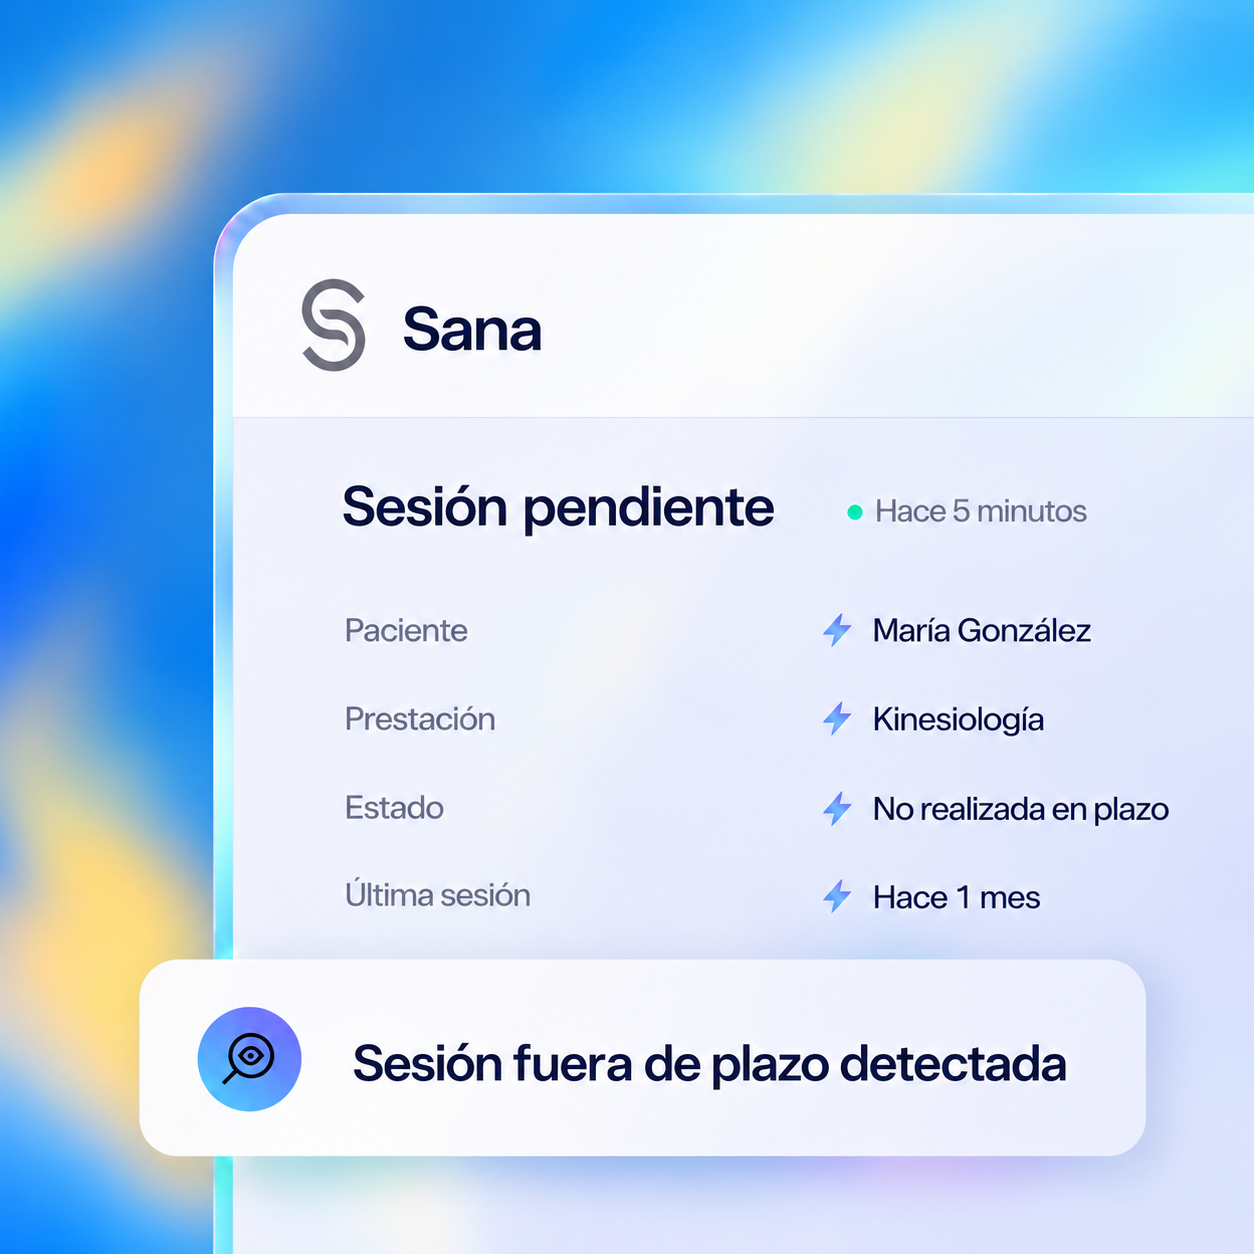 Sana
Sesión pendiente
Hace 5 minutos
Paciente
María González
Prestación
Kinesiología
Estado
No realizada en plazo
Última sesión
Hace 1 mes
Sesión fuera de plazo detectada